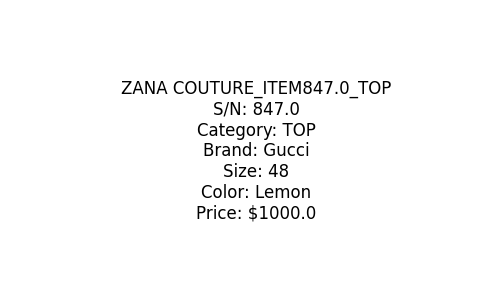 ZANA COUTURE_ITEM847.0_TOP
S/N: 847.0
Category: TOP
Brand: Gucci
Size: 48
Color: Lemon
Price: $1000.0